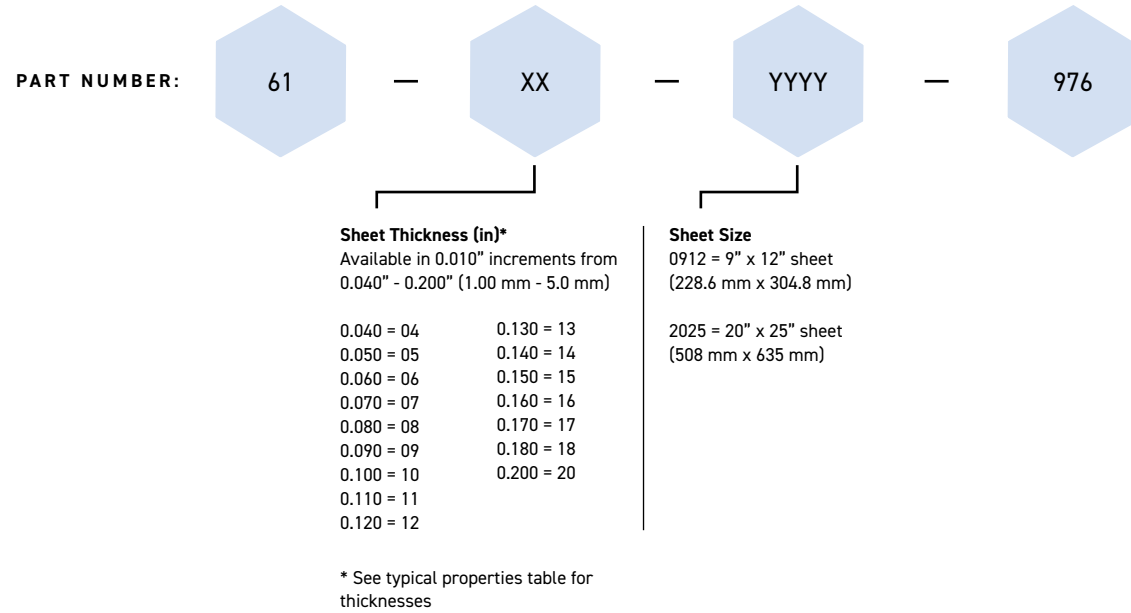 PART NUMBER: 61 — XX — YYYY — 976
Sheet Thickness (in)*
Available in 0.010” increments from
0.040” - 0.200” (1.00 mm - 5.0 mm)
0.040 = 04
0.050 = 05
0.060 = 06
0.070 = 07
0.080 = 08
0.090 = 09
0.100 = 10
0.110 = 11
0.120 = 12
0.130 = 13
0.140 = 14
0.150 = 15
0.160 = 16
0.170 = 17
0.180 = 18
0.200 = 20
* See typical properties table for
thicknesses
Sheet Size
0912 = 9” x 12” sheet
(228.6 mm x 304.8 mm)
2025 = 20” x 25” sheet
(508 mm x 635 mm)